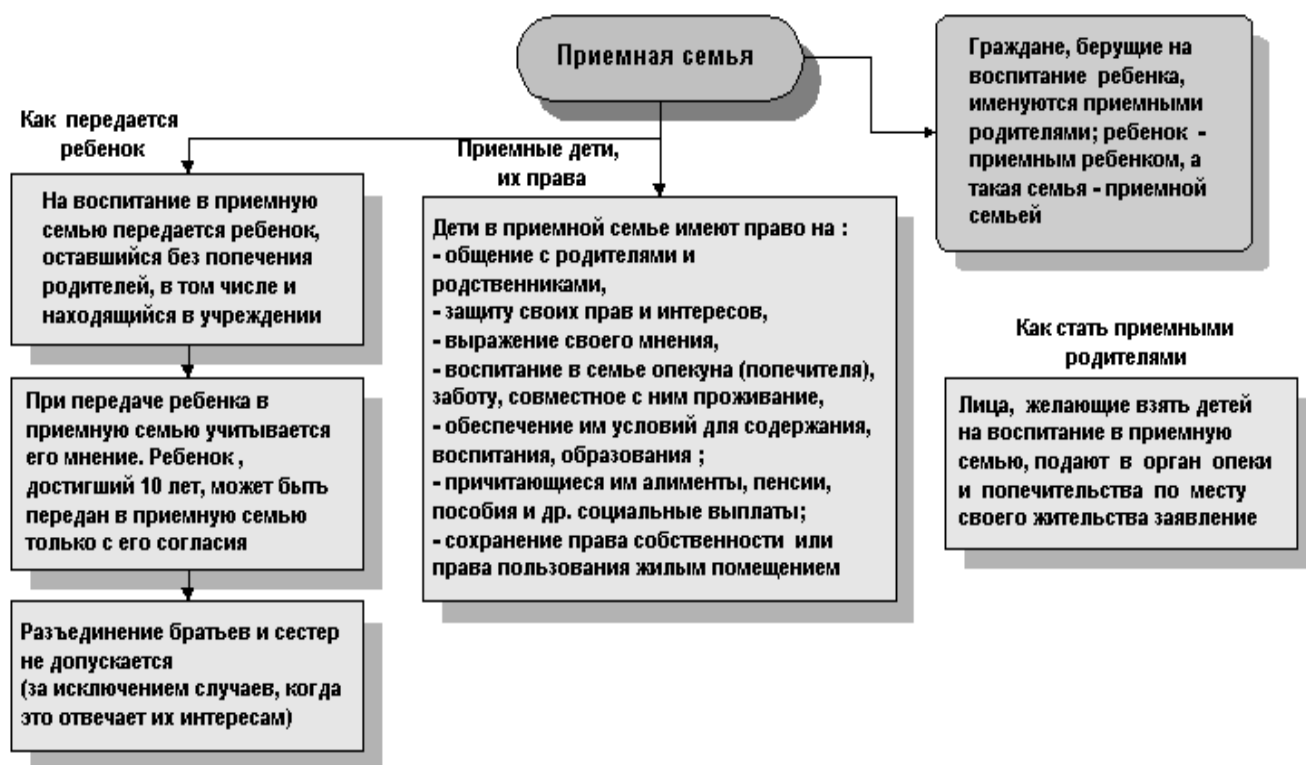 Приемная семья
Граждане, берущие на
воспитание ребенка,
именуются приемными
родителями; ребенок -
приемным ребенком, а
такая семья - приемной
семьей
Как передается
ребенок
На воспитание в приемную
семью передается ребенок,
оставшийся без попечения
родителей, в том числе и
находящийся в учреждении
При передаче ребенка в
приемную семью учитывается
его мнение. Ребенок ,
достигший 10 лет, может быть
передан в приемную семью
только с его согласия
Разъединение братьев и сестер
не допускается
(за исключением случаев, когда
это отвечает их интересам)
Приемные дети,
их права
Дети в приемной семье имеют право на :
- общение с родителями и
родственниками,
- защиту своих прав и интересов,
- выражение своего мнения,
- воспитание в семье опекуна (попечителя),
заботу, совместное с ним проживание,
- обеспечение им условий для содержания,
воспитания, образования ;
- причитающиеся им алименты, пенсии,
пособия и др. социальные выплаты;
- сохранение права собственности или
права пользования жилым помещением
Как стать приемными
родителями
Лица, желающие взять детей
на воспитание в приемную
семью, подают в орган опеки
и попечительства по месту
своего жительства заявление